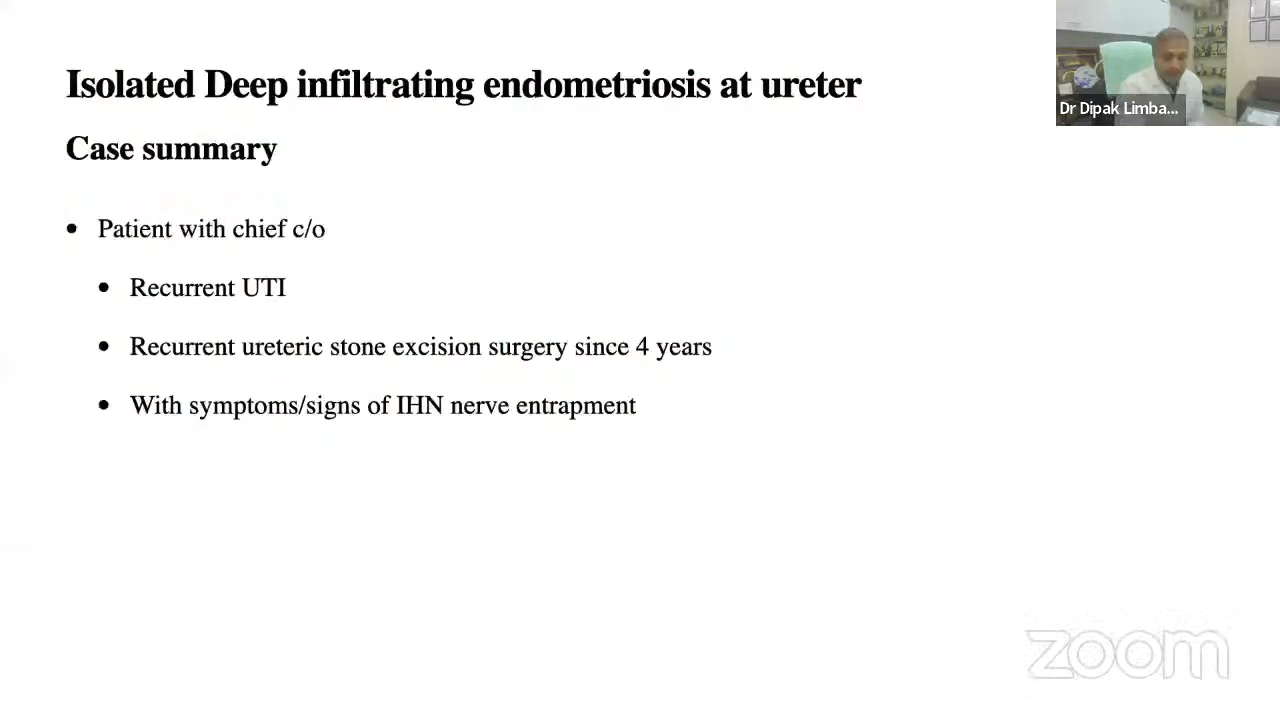 Isolated Deep infiltrating endometriosis at ureter
Dr Dipak Limba...
Case summary
• Patient with chief c/o
• Recurrent UTI
• Recurrent ureteric stone excision surgery since 4 years
• With symptoms/signs of IHN nerve entrapment
zoom